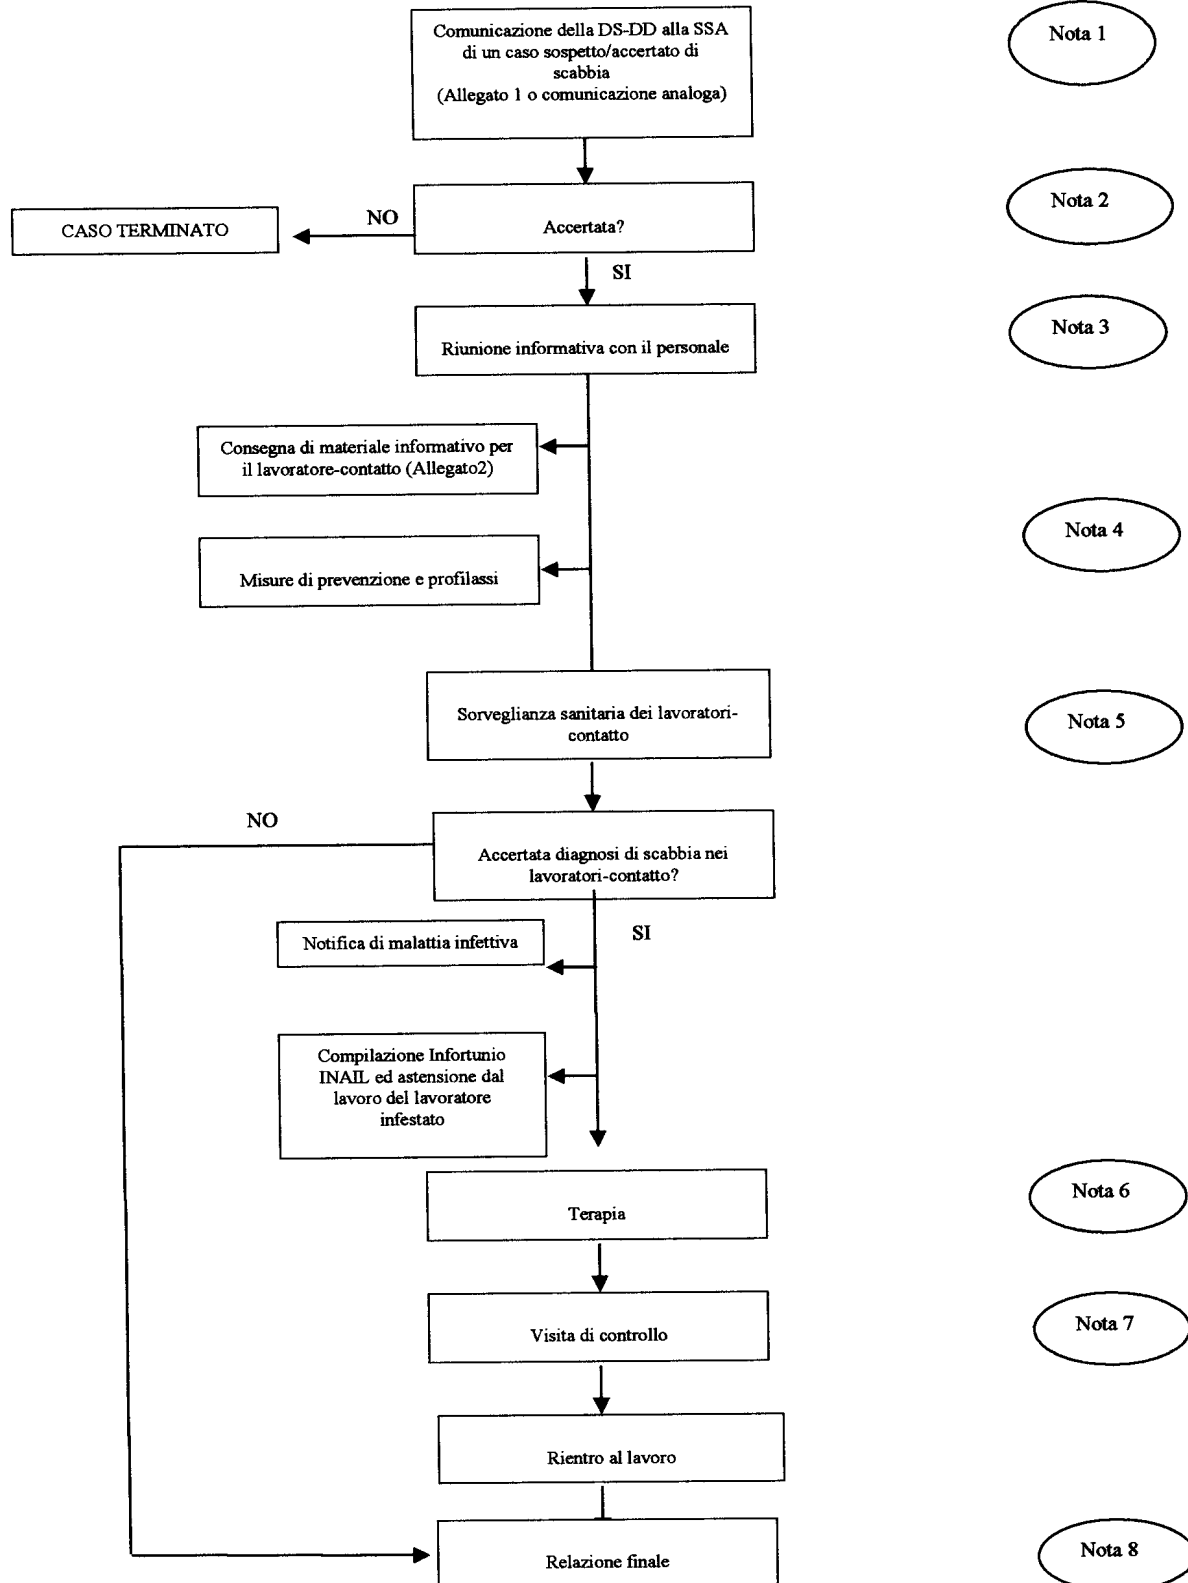 Comunicazione della DS-DD alla SSA
di un caso sospetto/accertato di
scabbia
(Allegato 1 o comunicazione analoga)
Nota 1
CASO TERMINATO
NO
Accertata?
Nota 2
SI
Riunione informativa con il personale
Nota 3
Consegna di materiale informativo per
il lavoratore-contatto (Allegato2)
Misure di prevenzione e profilassi
Nota 4
Sorveglianza sanitaria dei lavoratori-
contatto
Nota 5
NO
Accertata diagnosi di scabbia nei
lavoratori-contatto?
SI
Notifica di malattia infettiva
Compilazione Infortunio
INAIL ed astensione dal
lavoro del lavoratore
infestato
Terapia
Nota 6
Visita di controllo
Nota 7
Rientro al lavoro
Relazione finale
Nota 8